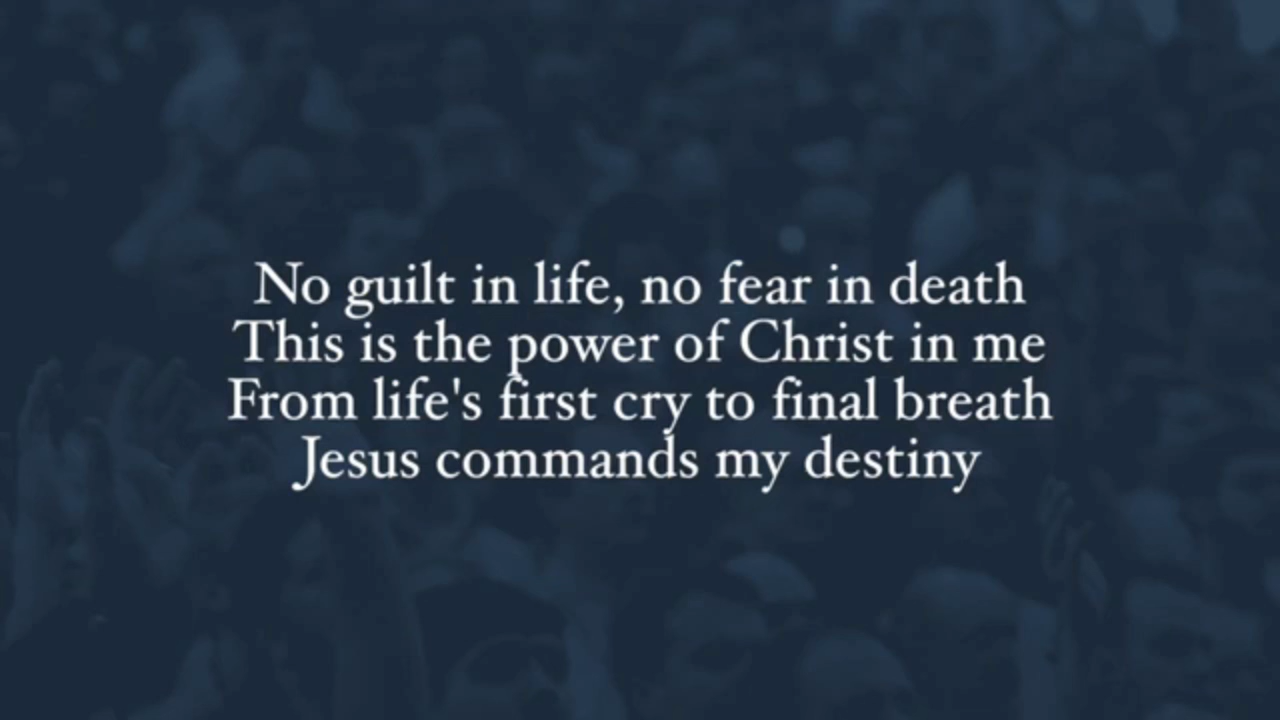 No guilt in life, no fear in death
This is the power of Christ in me
From life's first cry to final breath
Jesus commands my destiny